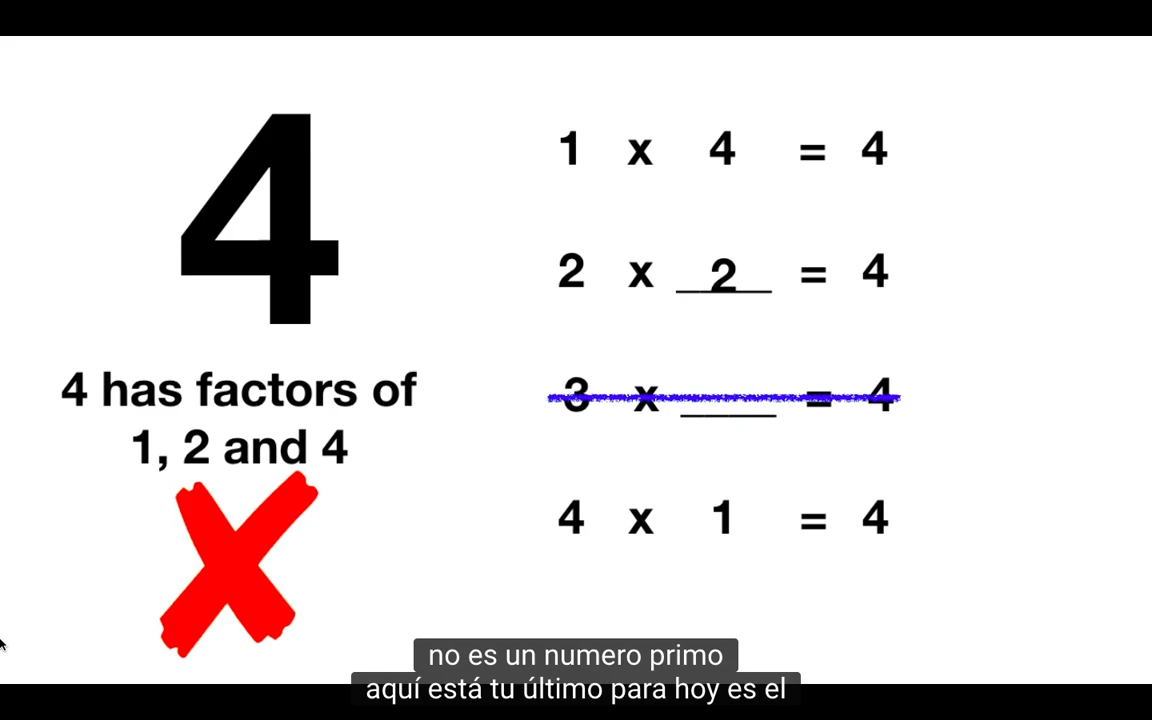 4
4 has factors of
1, 2 and 4
1 x 4 = 4
2 x 2 = 4
3 x ____ = 4
4 x 1 = 4
no es un numero primo
aquí está tu último para hoy es el